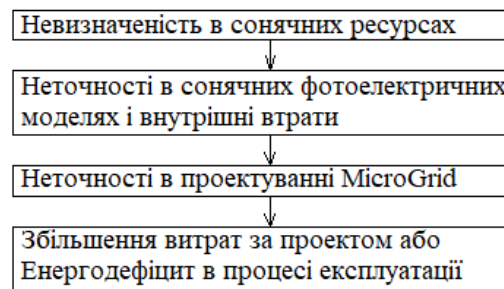 Невизначеність в сонячних ресурсах
Неточності в сонячних фотоелектричних
моделях і внутрішні втрати
Неточності в проектуванні MicroGrid
Збільшення витрат за проектом або
Енергодефіцит в процесі експлуатації